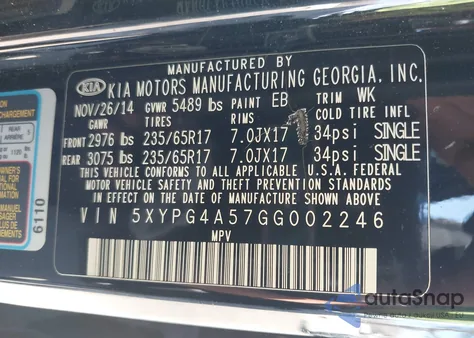 MANUFACTURED BY
KIA KIA MOTORS MANUFACTURING GEORGIA, INC.
NOV/26/14 GVWR 5489 lbs PAINT EB TRIM WK
GAWR TIRES RIMS COLD TIRE INFL
FRONT 2976 lbs 235/65R17 7.0JX17 34psi SINGLE
REAR 3075 lbs 235/65R17 7.0JX17 34psi SINGLE
THIS VEHICLE CONFORMS TO ALL APPLICABLE U.S.A. FEDERAL
MOTOR VEHICLE SAFETY, BUMPER, AND THEFT PREVENTION
STANDARDS IN EFFECT ON THE DATE OF MANUFACTURE SHOWN ABOVE
VIN 5XYPG4A57GG002246
MPV
6110
autoSnap